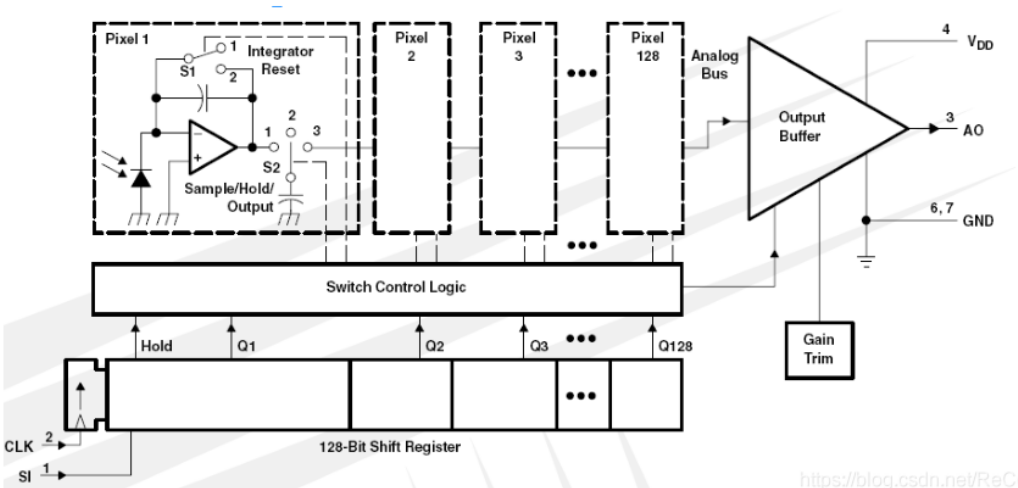 Pixel 1
1
Integrator
Reset
S1
2
−
+
1
2
3
S2
Sample/Hold/
Output
Pixel
2
Pixel
3
Pixel
128
Analog
Bus
Output
Buffer
4
VDD
3
AO
6, 7
GND
Gain
Trim
Switch Control Logic
Hold
Q1
Q2
Q3
Q128
CLK
2
SI
1
128-Bit Shift Register
https://blog.csdn.net/ReC